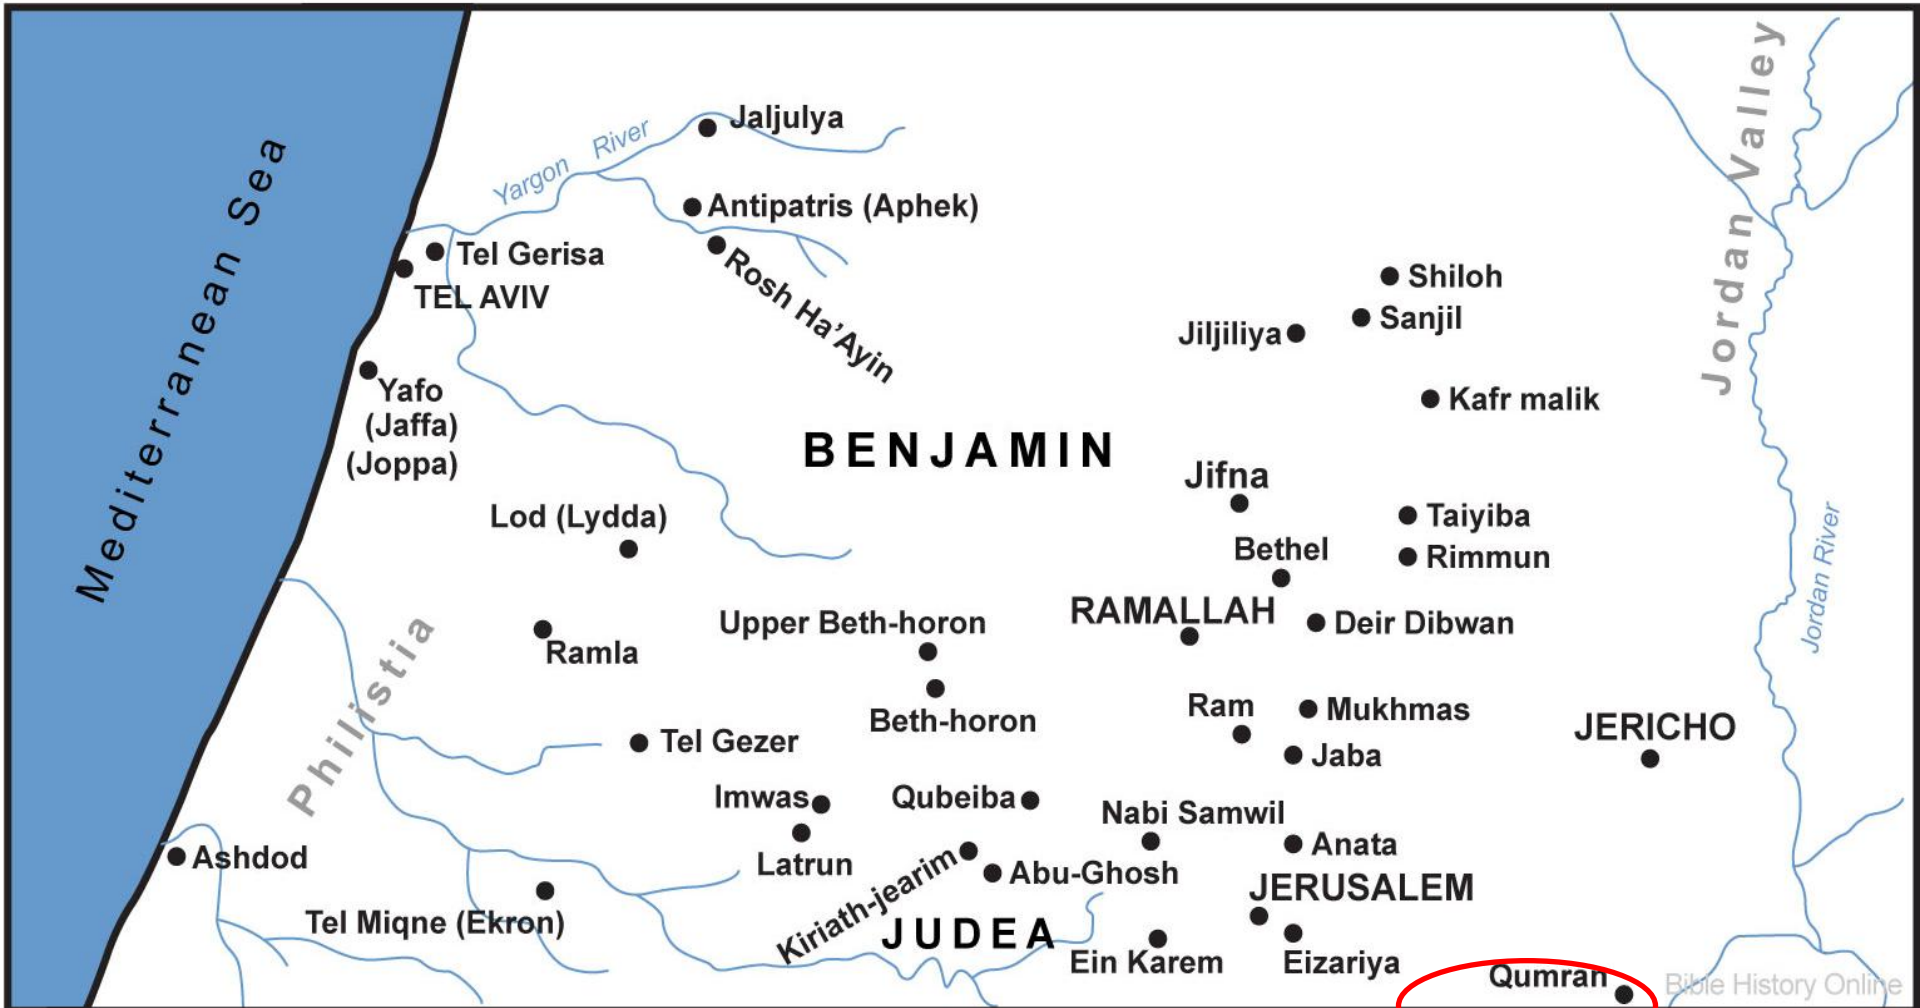 Jordan Valley
Jaljulya
Yargon River
Antipatris (Aphek)
Mediterranean Sea
Tel Gerisa
TEL AVIV
Rosh Ha'Ayin
Shiloh
Sanjil
Jiljiliya
Yafo
(Jaffa)
(Joppa)
Kafr malik
BENJAMIN
Jifna
Lod (Lydda)
Taiyiba
Bethel
Rimmun
Jordan River
RAMALLAH
Upper Beth-horon
Deir Dibwan
Ramla
Philistia
Ram
Mukhmas
Beth-horon
JERICHO
Tel Gezer
Jaba
Imwas
Qubeiba
Nabi Samwil
Anata
Ashdod
Latrun
Kiriath-jearim
Abu-Ghosh
JERUSALEM
Tel Miqne (Ekron)
JUDEA
Ein Karem
Eizariya
Qumran
Bible History Online